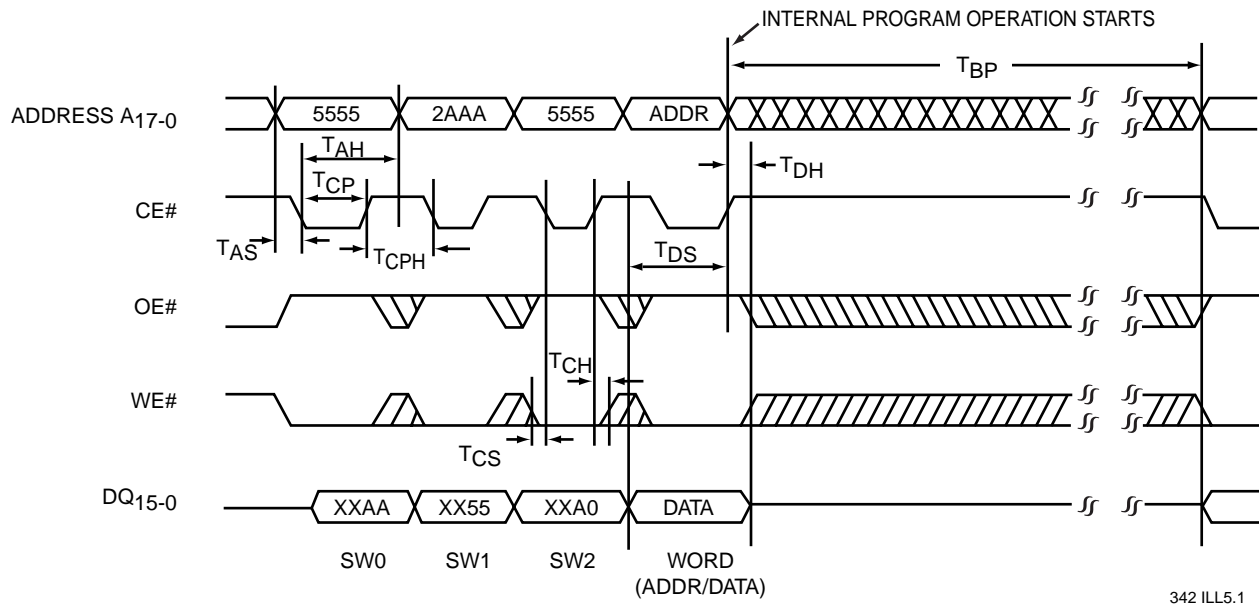 INTERNAL PROGRAM OPERATION STARTS
TBP
ADDRESS A17-0
5555
2AAA
5555
ADDR
TAH
TDH
TCP
CE#
TAS
TCPH
TDS
OE#
TCH
WE#
TCS
DQ15-0
XXAA
XX55
XXA0
DATA
SW0
SW1
SW2
WORD
(ADDR/DATA)
342 ILL5.1